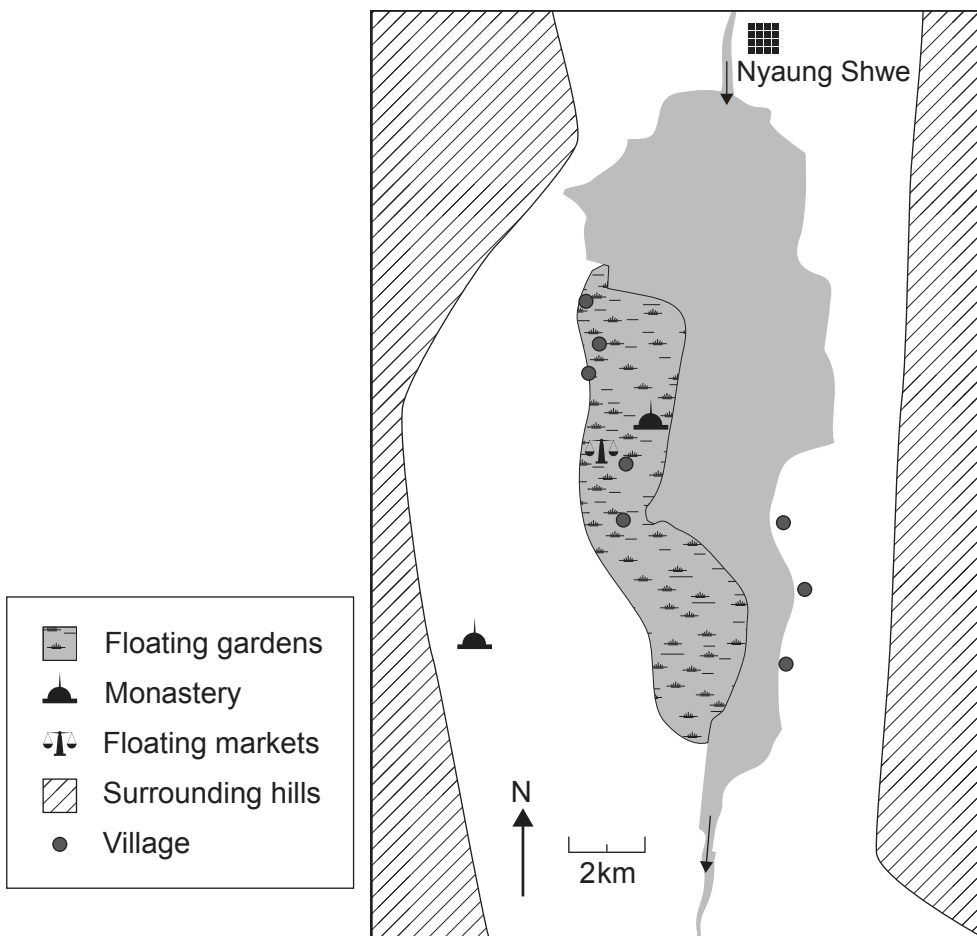 Nyaung Shwe
Floating gardens
Monastery
Floating markets
Surrounding hills
Village
N
2km